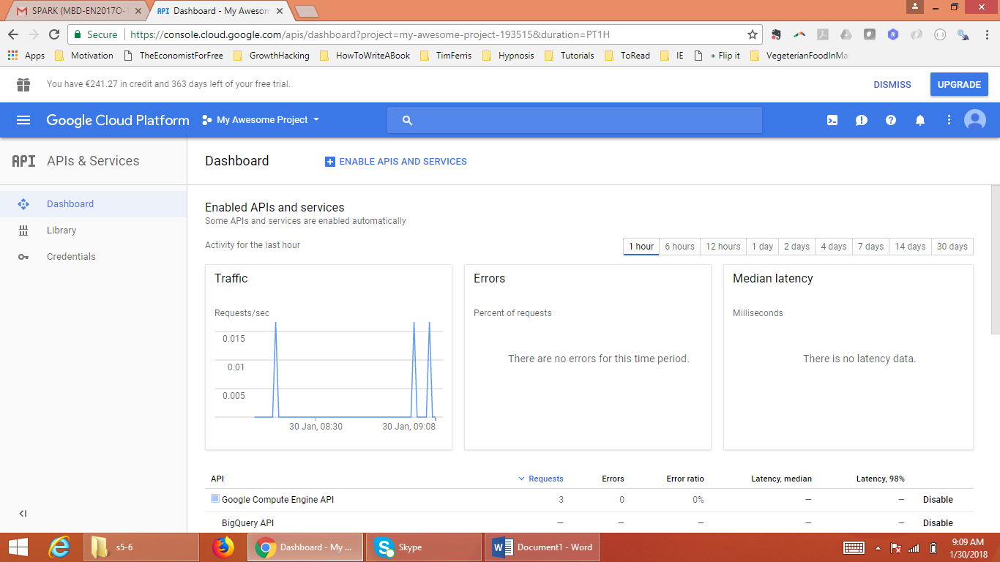 SPARK (MBD-EN2017O-
Dashboard - My Awesom
Secure https://console.cloud.google.com/apis/dashboard?project=my-awesome-project-193515&duration=PT1H
Apps Motivation TheEconomistForFree GrowthHacking HowToWriteABook TimFerris Hypnosis Tutorials ToRead IE + Flip it VegeterianFoodInMa
You have €241.27 in credit and 363 days left of your free trial. DISMISS UPGRADE
Google Cloud Platform My Awesome Project
API APIs & Services
Dashboard
Library
Credentials
Dashboard ENABLE APIS AND SERVICES
Enabled APIs and services
Some APIs and services are enabled automatically
Activity for the last hour
1 hour 6 hours 12 hours 1 day 2 days 4 days 7 days 14 days 30 days
Traffic
Requests/sec
0.015
0.01
0.005
30 Jan, 08:30 30 Jan, 09:08
Errors
Percent of requests
There are no errors for this time period.
Median latency
Milliseconds
There is no latency data.
API Requests Errors Error ratio Latency, median Latency, 98%
Google Compute Engine API 3 0 0% — — Disable
BigQuery API — — — — — Disable
s5-6 Dashboard - My ... Skype Document1 - Word
9:09 AM
1/30/2018